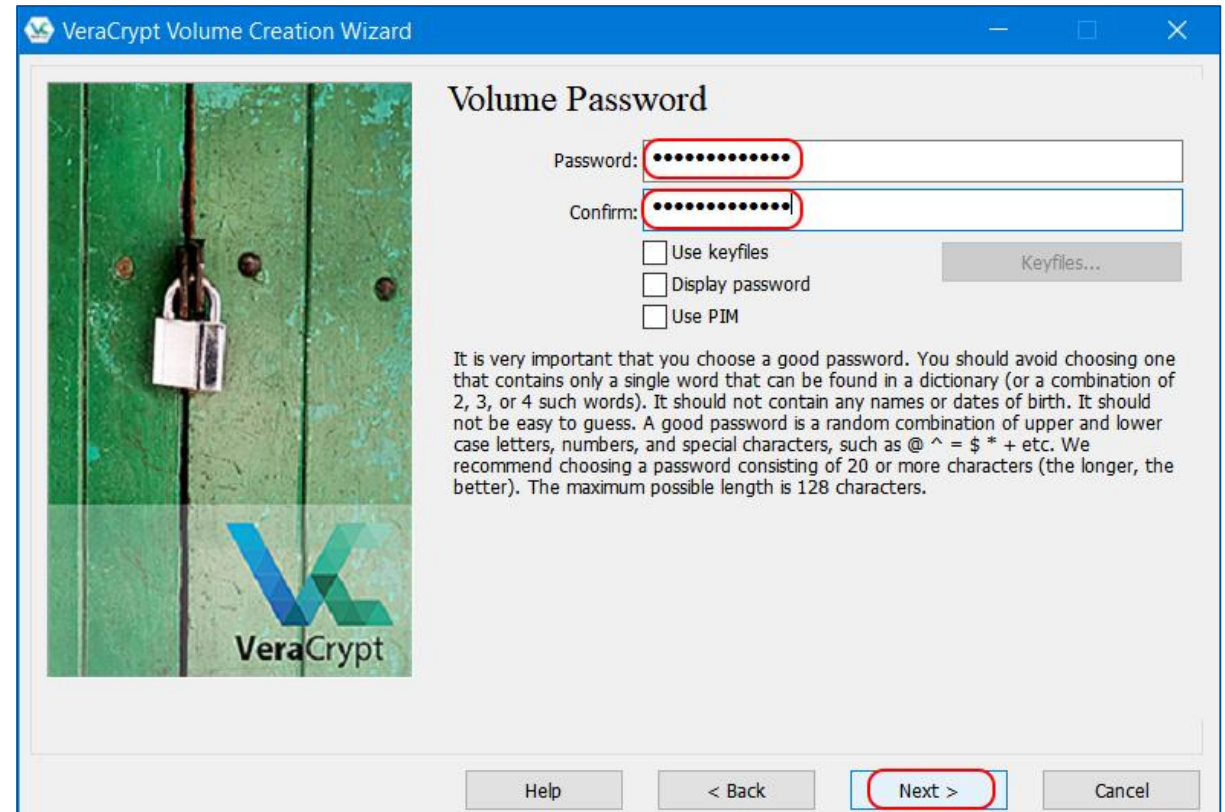 VeraCrypt Volume Creation Wizard
Volume Password
Password: •••••••••••••
Confirm: •••••••••••••
Use keyfiles
Keyfiles...
Display password
Use PIM
It is very important that you choose a good password. You should avoid choosing one
that contains only a single word that can be found in a dictionary (or a combination of
2, 3, or 4 such words). It should not contain any names or dates of birth. It should
not be easy to guess. A good password is a random combination of upper and lower
case letters, numbers, and special characters, such as @ ^ = $ * + etc. We
recommend choosing a password consisting of 20 or more characters (the longer, the
better). The maximum possible length is 128 characters.
VeraCrypt
Help
< Back
Next >
Cancel